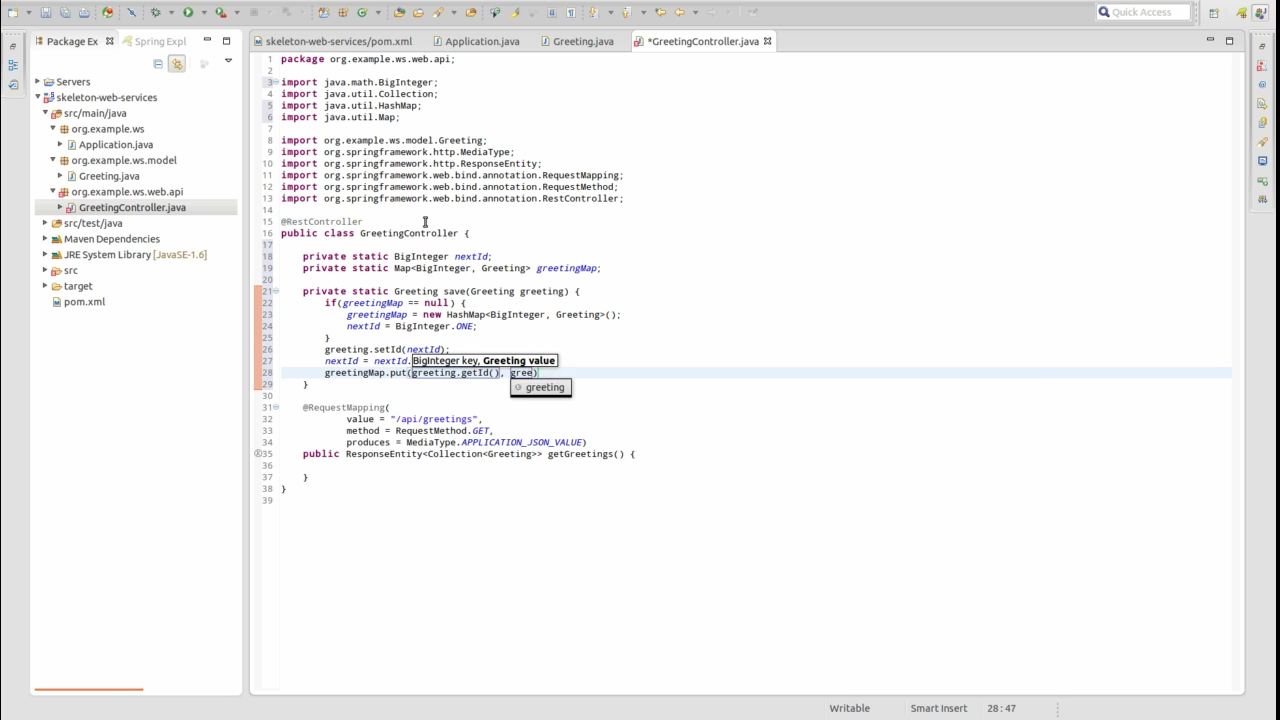 Quick Access
Package Ex
Spring Expl
Servers
skeleton-web-services
src/main/java
org.example.ws
Application.java
org.example.ws.model
Greeting.java
org.example.ws.web.api
GreetingController.java
src/test/java
Maven Dependencies
JRE System Library [JavaSE-1.6]
src
target
pom.xml
skeleton-web-services/pom.xml
Application.java
Greeting.java
*GreetingController.java
1 package org.example.ws.web.api;
2
3 import java.math.BigInteger;
4 import java.util.Collection;
5 import java.util.HashMap;
6 import java.util.Map;
7
8 import org.example.ws.model.Greeting;
9 import org.springframework.http.MediaType;
10 import org.springframework.http.ResponseEntity;
11 import org.springframework.web.bind.annotation.RequestMapping;
12 import org.springframework.web.bind.annotation.RequestMethod;
13 import org.springframework.web.bind.annotation.RestController;
14
15 @RestController
16 public class GreetingController {
17
18 private static BigInteger nextId;
19 private static Map<BigInteger, Greeting> greetingMap;
20
21 private static Greeting save(Greeting greeting) {
22 if(greetingMap == null) {
23 greetingMap = new HashMap<BigInteger, Greeting>();
24 nextId = BigInteger.ONE;
25 }
26 greeting.setId(nextId);
27 nextId = nextId.
BigInteger key, Greeting value
28 greetingMap.put(greeting.getId(), gree)
greeting
29 }
30
31 @RequestMapping(
32 value = "/api/greetings",
33 method = RequestMethod.GET,
34 produces = MediaType.APPLICATION_JSON_VALUE)
35 public ResponseEntity<Collection<Greeting>> getGreetings() {
36
37 }
38 }
39
Writable
Smart Insert
28 : 47